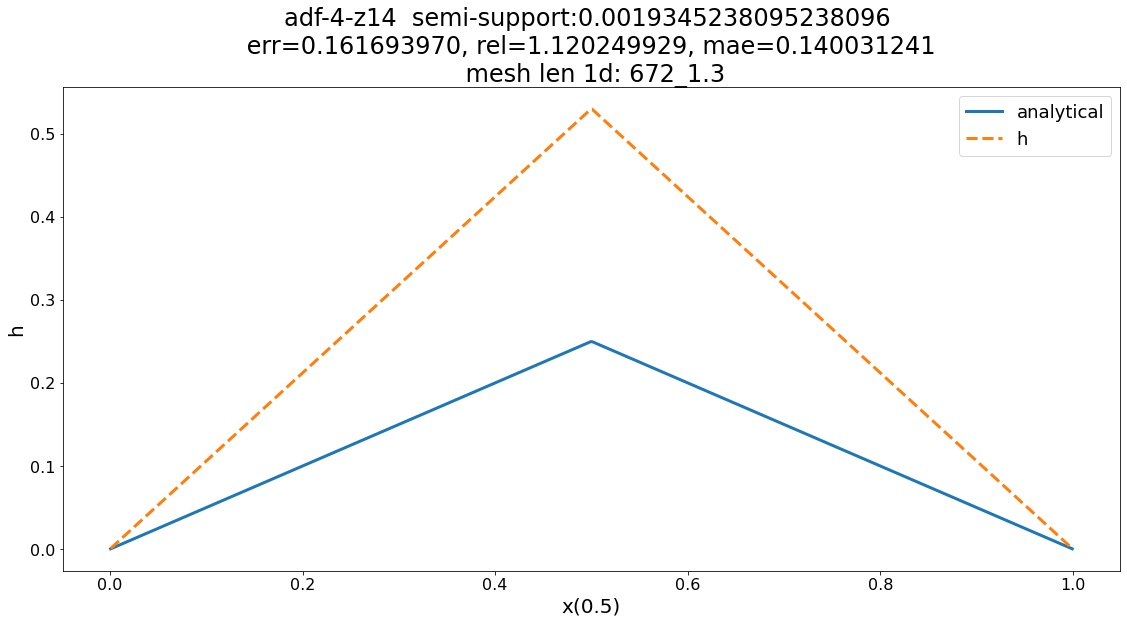 adf-4-z14 semi-support:0.0019345238095238096
err=0.161693970, rel=1.120249929, mae=0.140031241
mesh len 1d: 672_1.3
analytical
h
0.5
0.4
0.3
0.2
0.1
0.0
h
0.0 0.2 0.4 0.6 0.8 1.0
x(0.5)